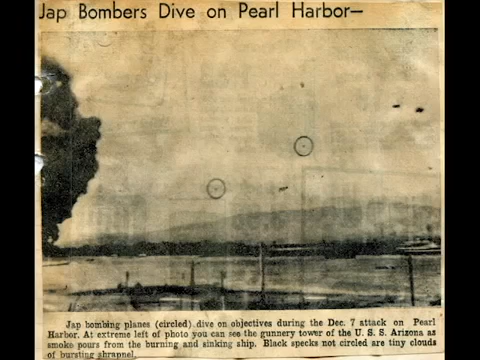 Jap Bombers Dive on Pearl Harbor—
Jap bombing planes (circled) dive on objectives during the Dec. 7 attack on Pearl
Harbor. At extreme left of photo you can see the gunnery tower of the U. S. S. Arizona as
smoke pours from the burning and sinking ship. Black specks not circled are tiny clouds
of bursting shrapnel.